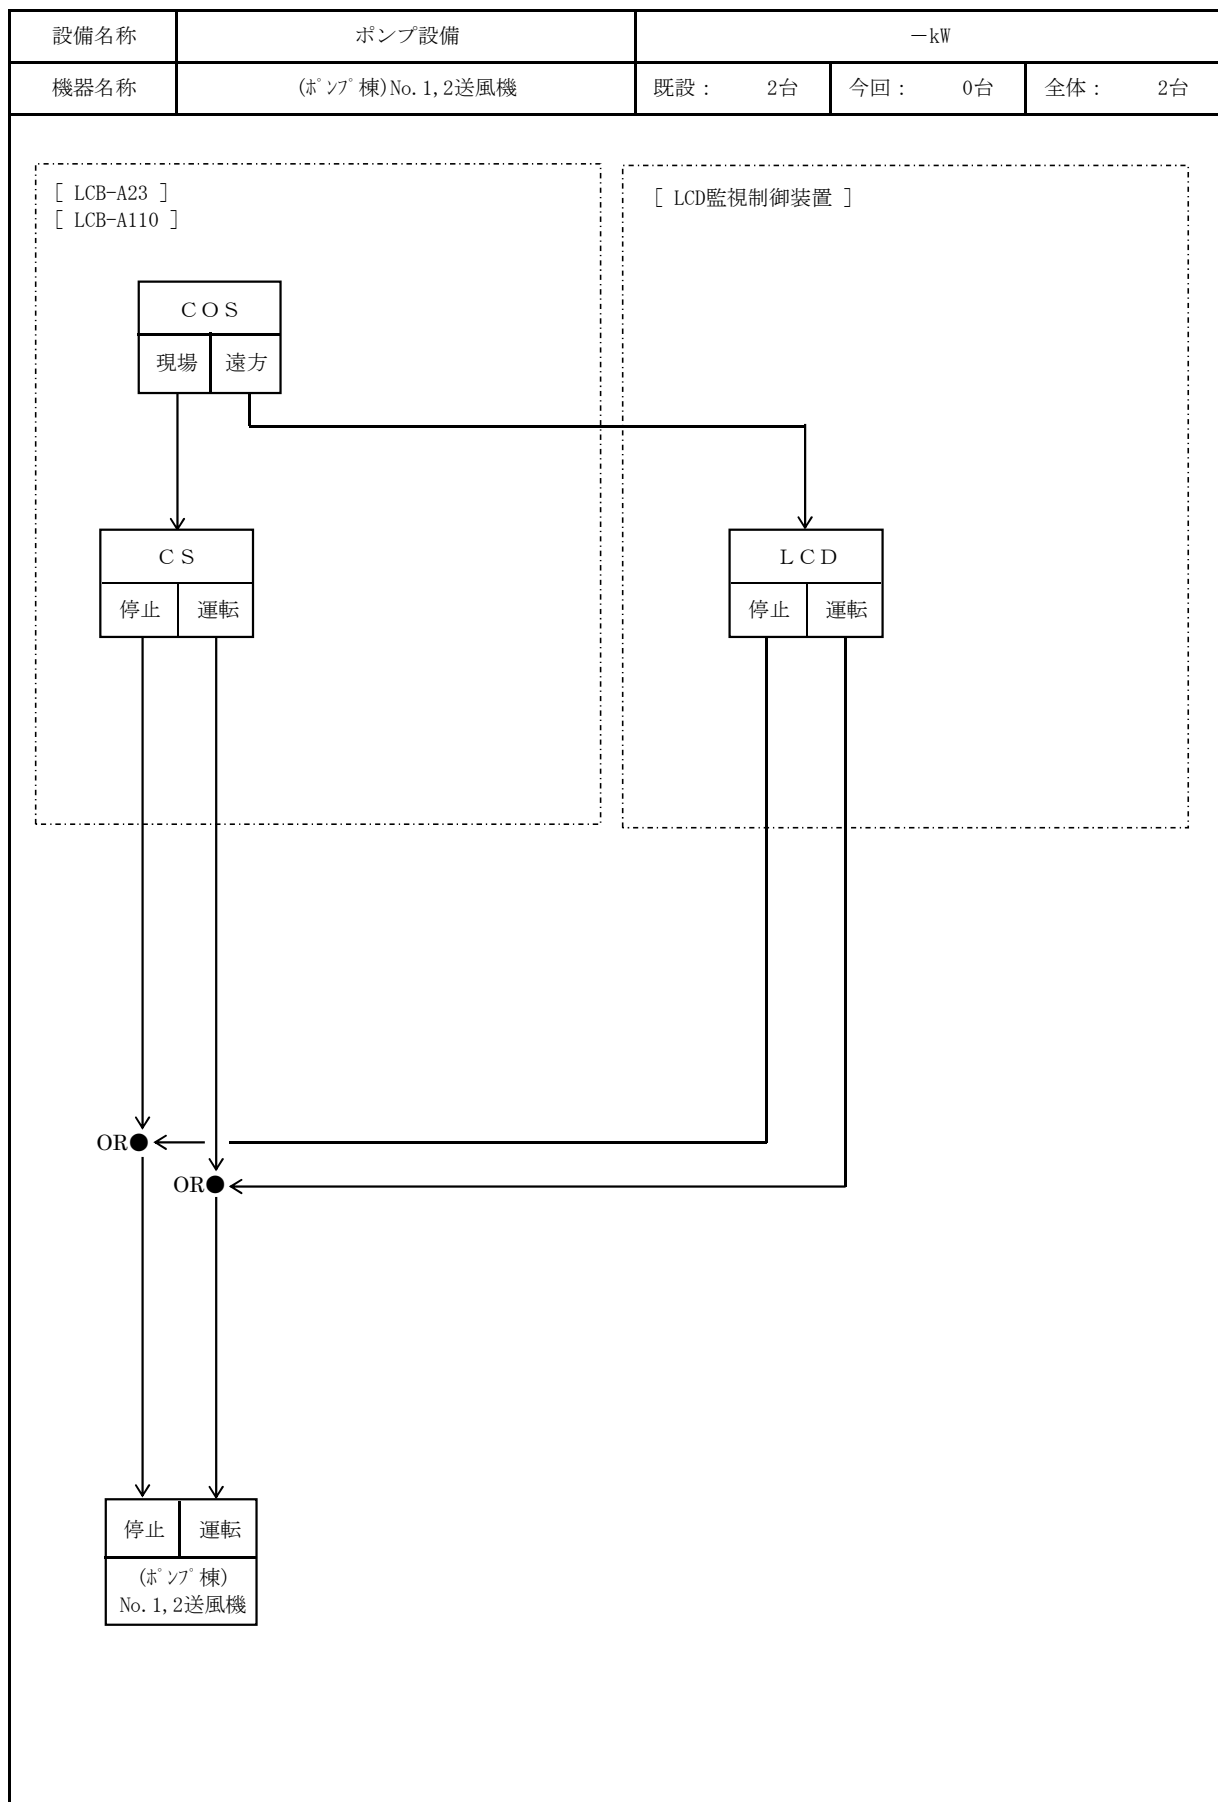 設備名称 ポンプ設備 －kW
機器名称 (ﾎﾟﾝﾌﾟ棟)No.1,2送風機 既設： 2台 今回： 0台 全体： 2台
[ LCB-A23 ]
[ LCB-A110 ]
[ LCD監視制御装置 ]
ＣＯＳ
現場 遠方
ＣＳ
停止 運転
ＬＣＤ
停止 運転
OR
OR
停止 運転
(ﾎﾟﾝﾌﾟ棟)
No.1,2送風機